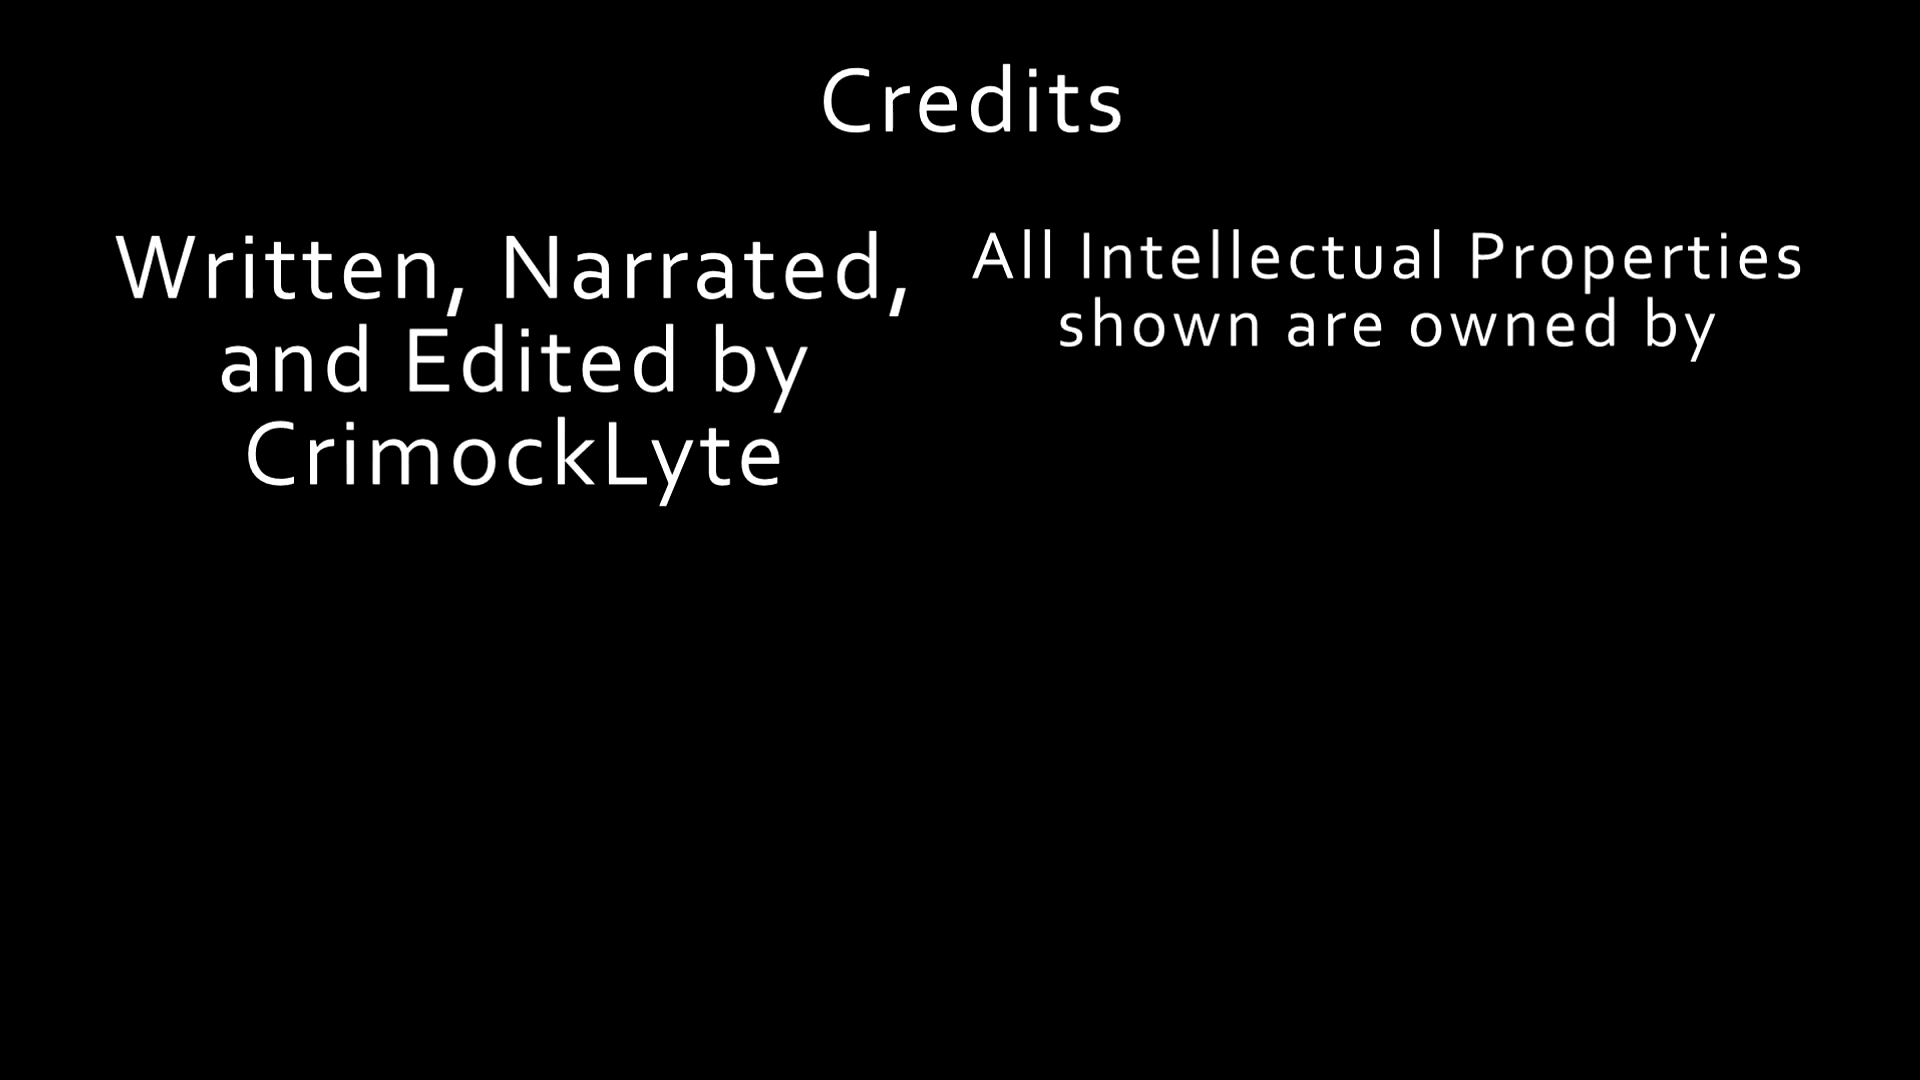 Credits
Written, Narrated,
and Edited by
CrimockLyte
All Intellectual Properties
shown are owned by